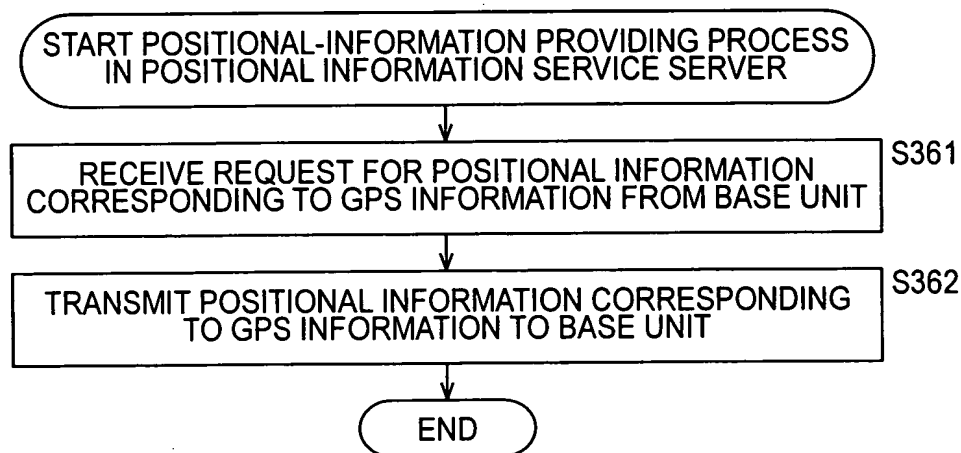 START POSITIONAL-INFORMATION PROVIDING PROCESS
IN POSITIONAL INFORMATION SERVICE SERVER
S361
RECEIVE REQUEST FOR POSITIONAL INFORMATION
CORRESPONDING TO GPS INFORMATION FROM BASE UNIT
S362
TRANSMIT POSITIONAL INFORMATION CORRESPONDING
TO GPS INFORMATION TO BASE UNIT
END